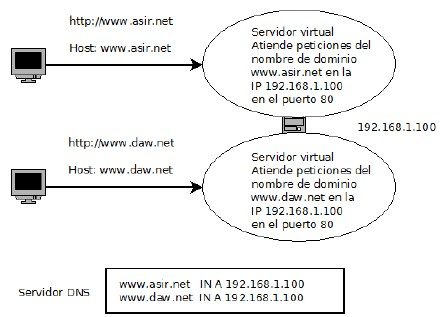 http://www.asir.net
Host: www.asir.net
Servidor virtual
Atiende peticiones del
nombre de dominio
www.asir.net en la
IP 192.168.1.100
en el puerto 80
192.168.1.100
http://www.daw.net
Host: www.daw.net
Servidor virtual
Atiende peticiones del
nombre de dominio
www.daw.net en la
IP 192.168.1.100
en el puerto 80
Servidor DNS
www.asir.net IN A 192.168.1.100
www.daw.net IN A 192.168.1.100